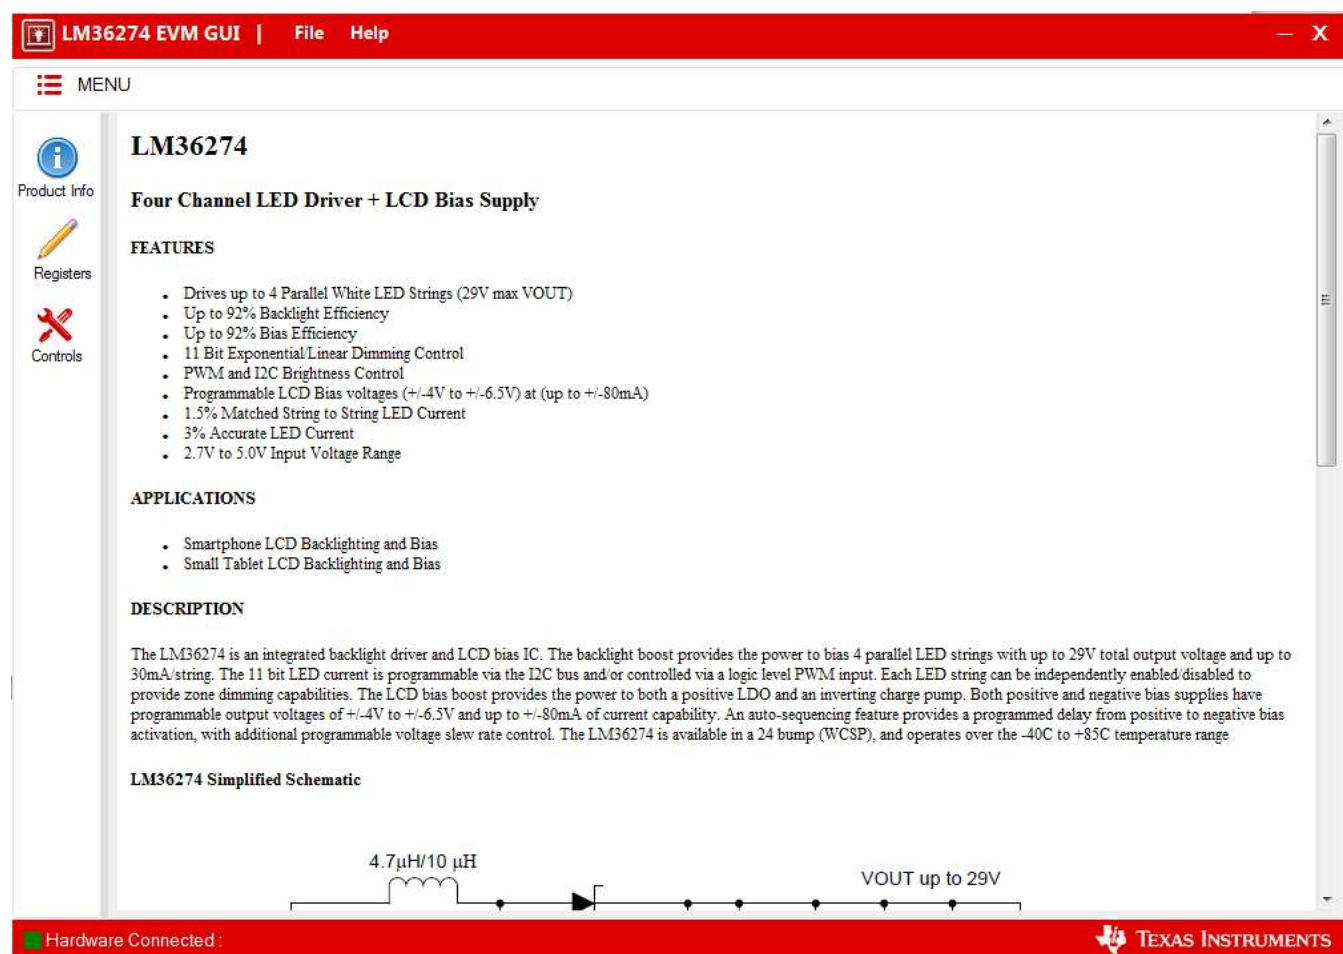 LM36274 EVM GUI | File Help — X
MENU
Product Info
Registers
Controls
LM36274
Four Channel LED Driver + LCD Bias Supply
FEATURES
• Drives up to 4 Parallel White LED Strings (29V max VOUT)
• Up to 92% Backlight Efficiency
• Up to 92% Bias Efficiency
• 11 Bit Exponential/Linear Dimming Control
• PWM and I2C Brightness Control
• Programmable LCD Bias voltages (+/-4V to +/-6.5V) at (up to +/-80mA)
• 1.5% Matched String to String LED Current
• 3% Accurate LED Current
• 2.7V to 5.0V Input Voltage Range
APPLICATIONS
• Smartphone LCD Backlighting and Bias
• Small Tablet LCD Backlighting and Bias
DESCRIPTION
The LM36274 is an integrated backlight driver and LCD bias IC. The backlight boost provides the power to bias 4 parallel LED strings with up to 29V total output voltage and up to
30mA/string. The 11 bit LED current is programmable via the I2C bus and/or controlled via a logic level PWM input. Each LED string can be independently enabled/disabled to
provide zone dimming capabilities. The LCD bias boost provides the power to both a positive LDO and an inverting charge pump. Both positive and negative bias supplies have
programmable output voltages of +/-4V to +/-6.5V and up to +/-80mA of current capability. An auto-sequencing feature provides a programmed delay from positive to negative bias
activation, with additional programmable voltage slew rate control. The LM36274 is available in a 24 bump (WCSP), and operates over the -40C to +85C temperature range
LM36274 Simplified Schematic
4.7μH/10 μH
VOUT up to 29V
Hardware Connected :
TEXAS INSTRUMENTS